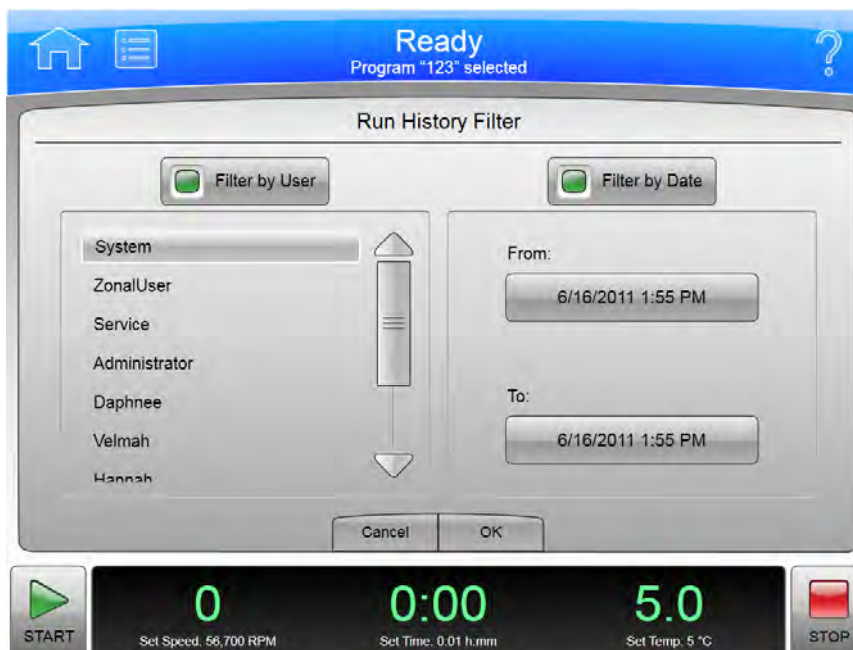 Ready
Program "123" selected
Run History Filter
Filter by User
Filter by Date
System
ZonalUser
Service
Administrator
Daphnee
Velmah
Hannah
From:
6/16/2011 1:55 PM
To:
6/16/2011 1:55 PM
Cancel
OK
START
0
Set Speed. 56,700 RPM
0:00
Set Time. 0:01 h:mm
5.0
Set Temp. 5 °C
STOP